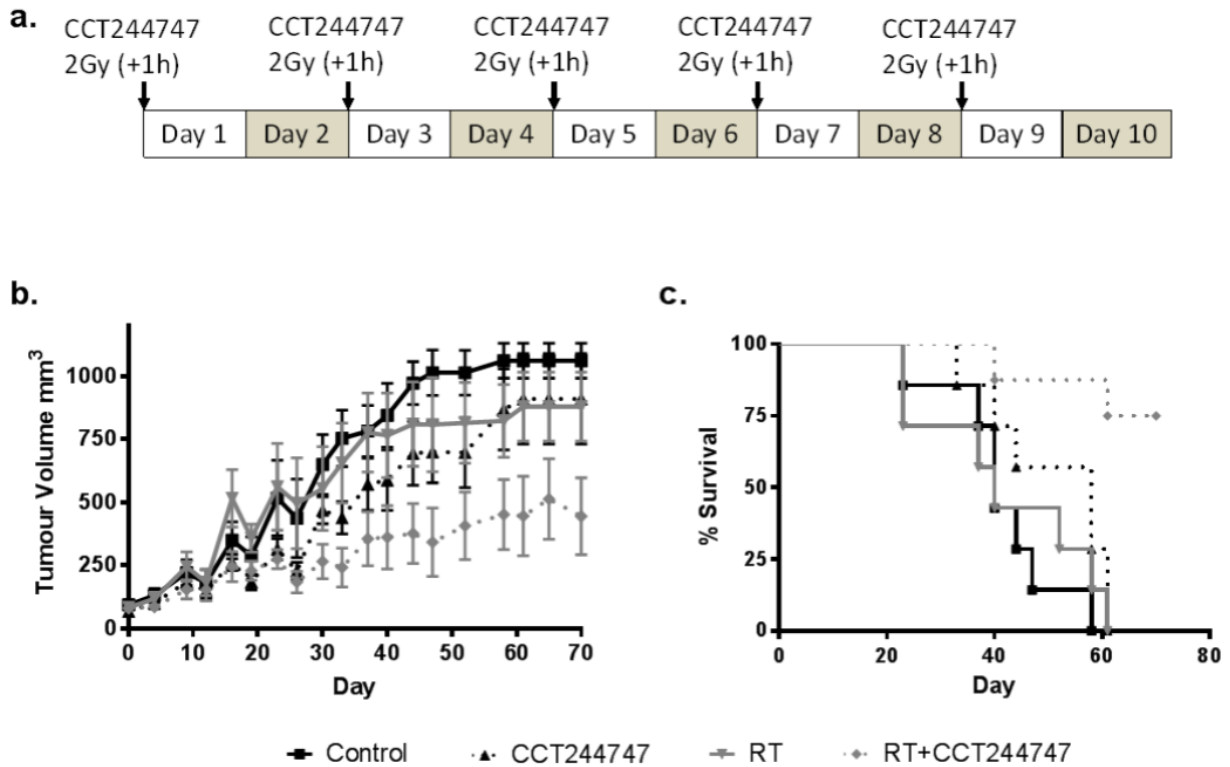 a.
CCT244747 CCT244747 CCT244747 CCT244747 CCT244747
2Gy (+1h) 2Gy (+1h) 2Gy (+1h) 2Gy (+1h) 2Gy (+1h)
Day 1 Day 2 Day 3 Day 4 Day 5 Day 6 Day 7 Day 8 Day 9 Day 10
b.
Tumour Volume mm³
1000
750
500
250
0
0 10 20 30 40 50 60 70
Day
c.
% Survival
100
75
50
25
0
0 20 40 60 80
Day
Control CCT244747 RT RT+CCT244747